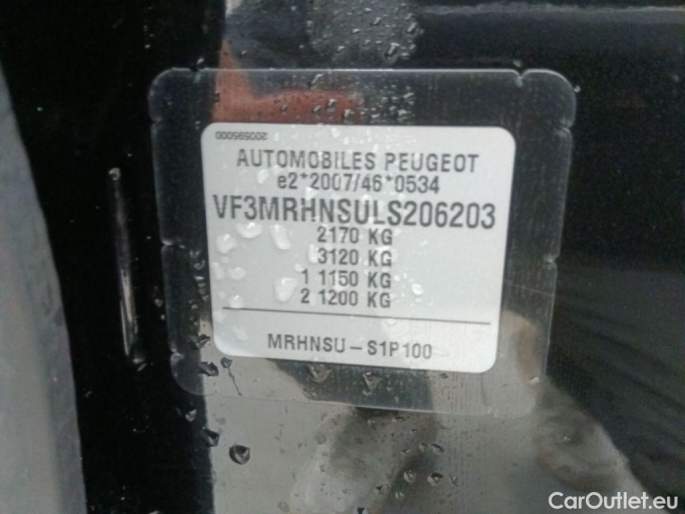 200595000
AUTOMOBILES PEUGEOT
e2*2007/46*0534
VF3MRHNSULS206203
2170 KG
3120 KG
1 1150 KG
2 1200 KG
MRHNSU-S1P100
CarOutlet.eu